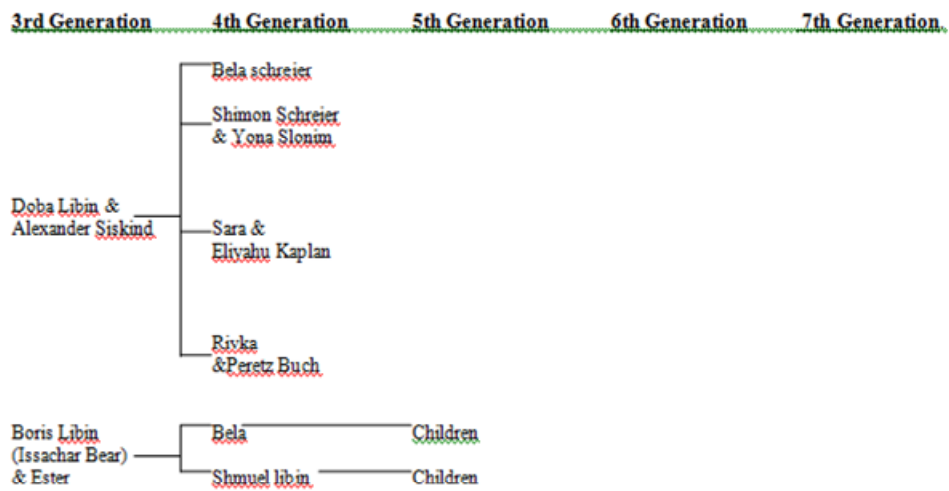 3rd Generation 4th Generation 5th Generation 6th Generation 7th Generation
Bela schreier
Shimon Schreier
& Yona Slonim
Doba Libin &
Alexander Siskind
Sara &
Eliyahu Kaplan
Rivka
&Peretz Buch
Boris Libin
(Issachar Bear)
& Ester
Bela Children
Shmuel libin Children